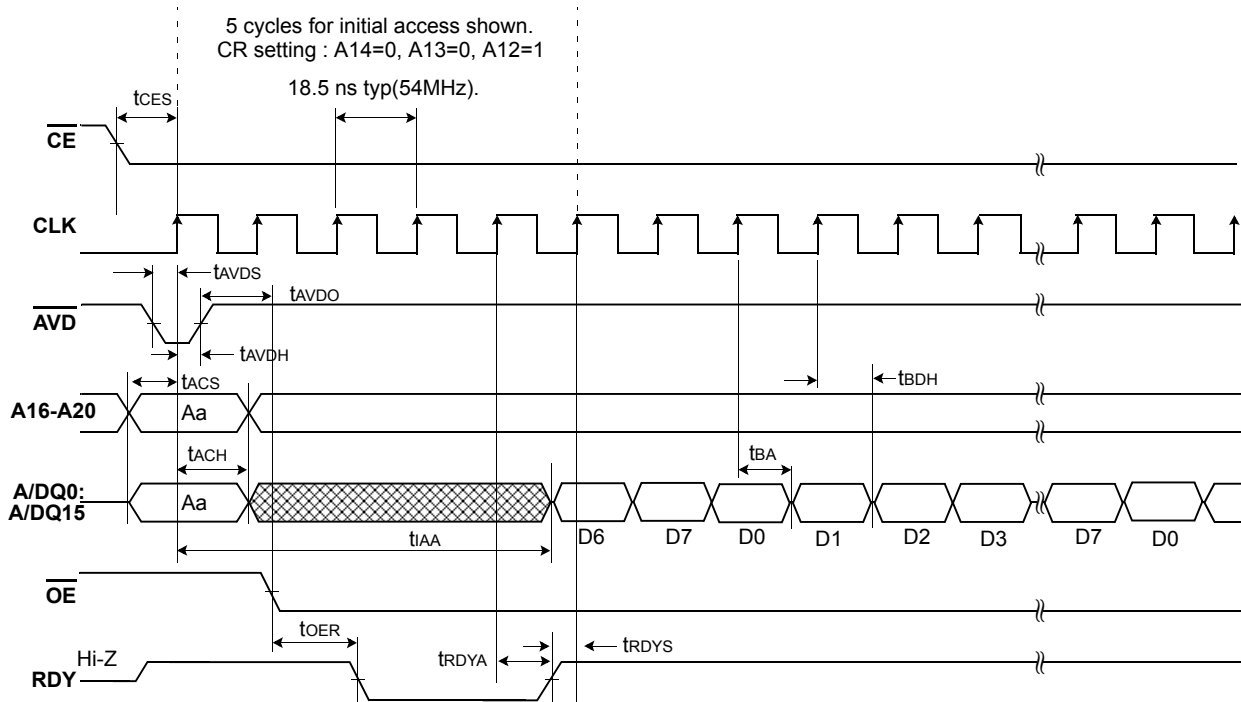 5 cycles for initial access shown.
CR setting : A14=0, A13=0, A12=1
18.5 ns typ(54MHz).
tCES
CE
CLK
tAVDS
tAVDO
AVD
tAVDH
tACS
tBDH
A16-A20
Aa
tACH
tBA
A/DQ0:
A/DQ15
Aa
tIAA
D6 D7 D0 D1 D2 D3 D7 D0
OE
tOER
tRDYA
tRDYS
Hi-Z
RDY